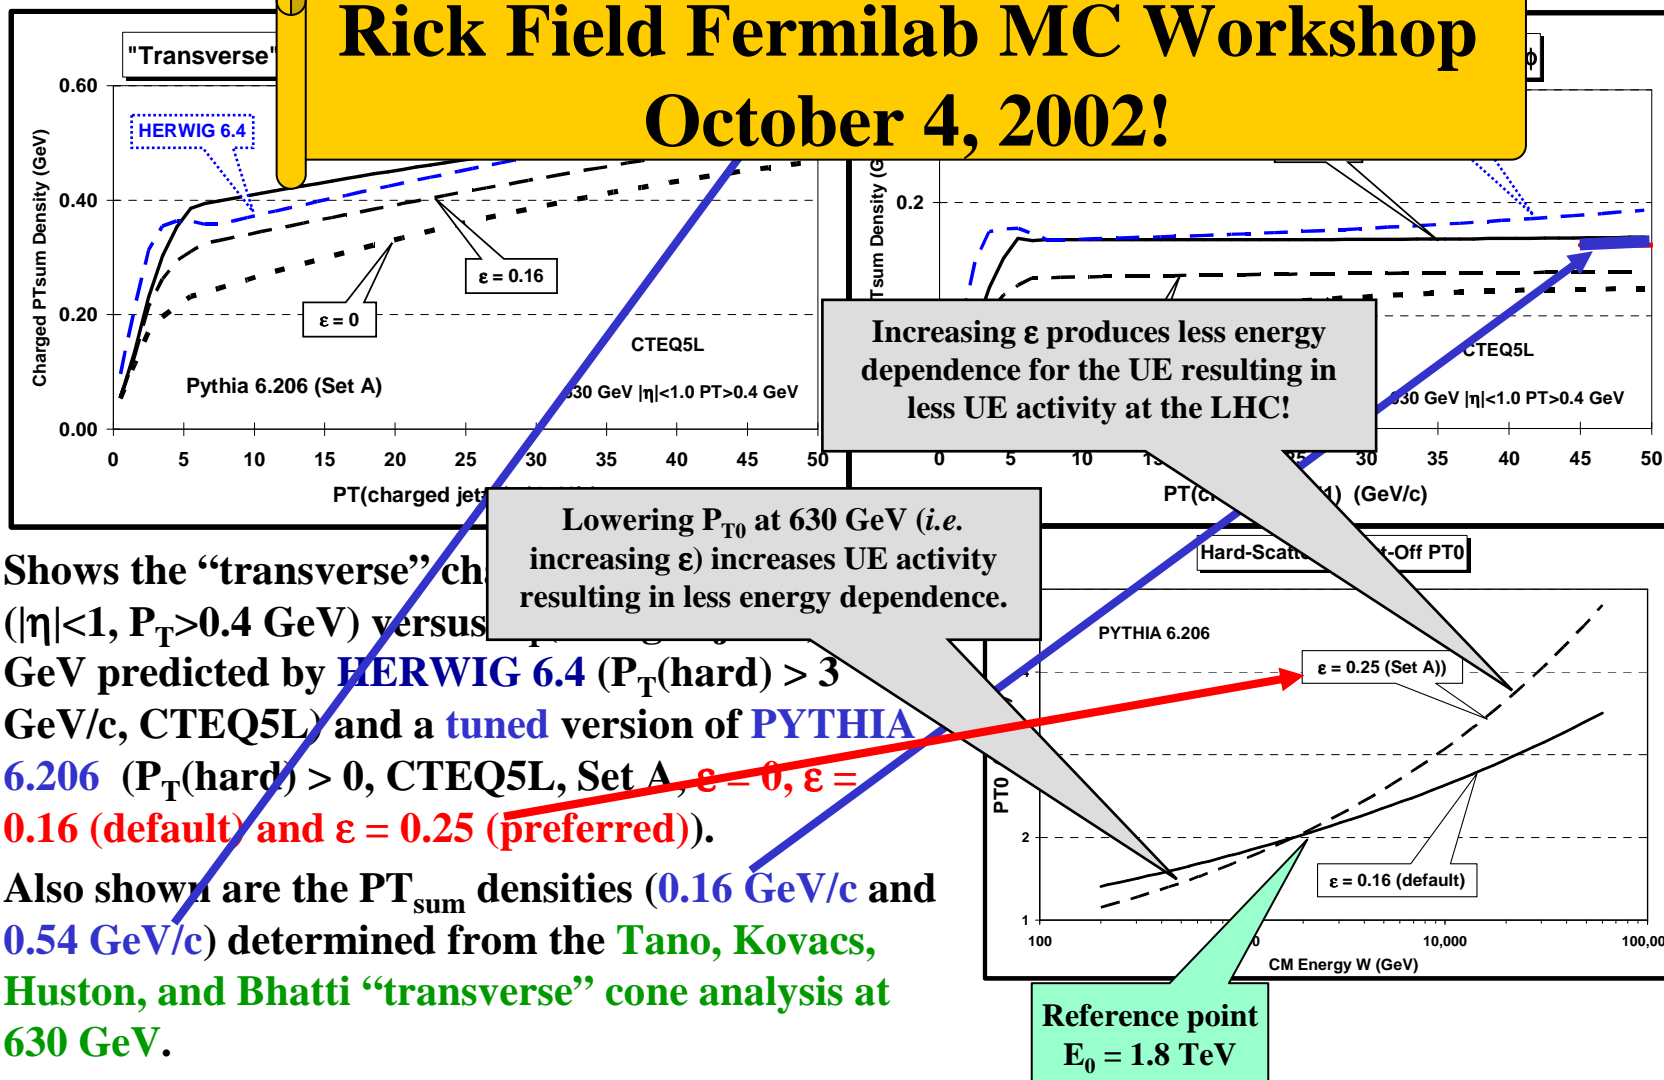 Rick Field Fermilab MC Workshop
October 4, 2002!
"Transverse"
0.60
0.40
0.20
0.00
Charged PTsum Density (GeV)
HERWIG 6.4
ε = 0.16
ε = 0
CTEQ5L
Pythia 6.206 (Set A)
630 GeV |η|<1.0 PT>0.4 GeV
0 5 10 15 20 25 30 35 40 45 50
PT(charged
ϕ
0.2
Density
CTEQ5L
630 GeV |η|<1.0 PT>0.4 GeV
0 5 10 25 30 35 40 45 50
(GeV/c)
Increasing ε produces less energy
dependence for the UE resulting in
less UE activity at the LHC!
Lowering PT0 at 630 GeV (i.e.
increasing ε) increases UE activity
resulting in less energy dependence.
Shows the “transverse”
(|η|<1, PT>0.4 GeV) versus
GeV predicted by HERWIG 6.4 (PT(hard) > 3
GeV/c, CTEQ5L) and a tuned version of PYTHIA
6.206 (PT(hard) > 0, CTEQ5L, Set A, ε = 0, ε =
0.16 (default) and ε = 0.25 (preferred)).
Also shown are the PTsum densities (0.16 GeV/c and
0.54 GeV/c) determined from the Tano, Kovacs,
Huston, and Bhatti “transverse” cone analysis at
630 GeV.
PT0
PYTHIA 6.206
ε = 0.25 (Set A))
ε = 0.16 (default)
2
1
100 10,000
CM Energy W (GeV)
Reference point
E0 = 1.8 TeV